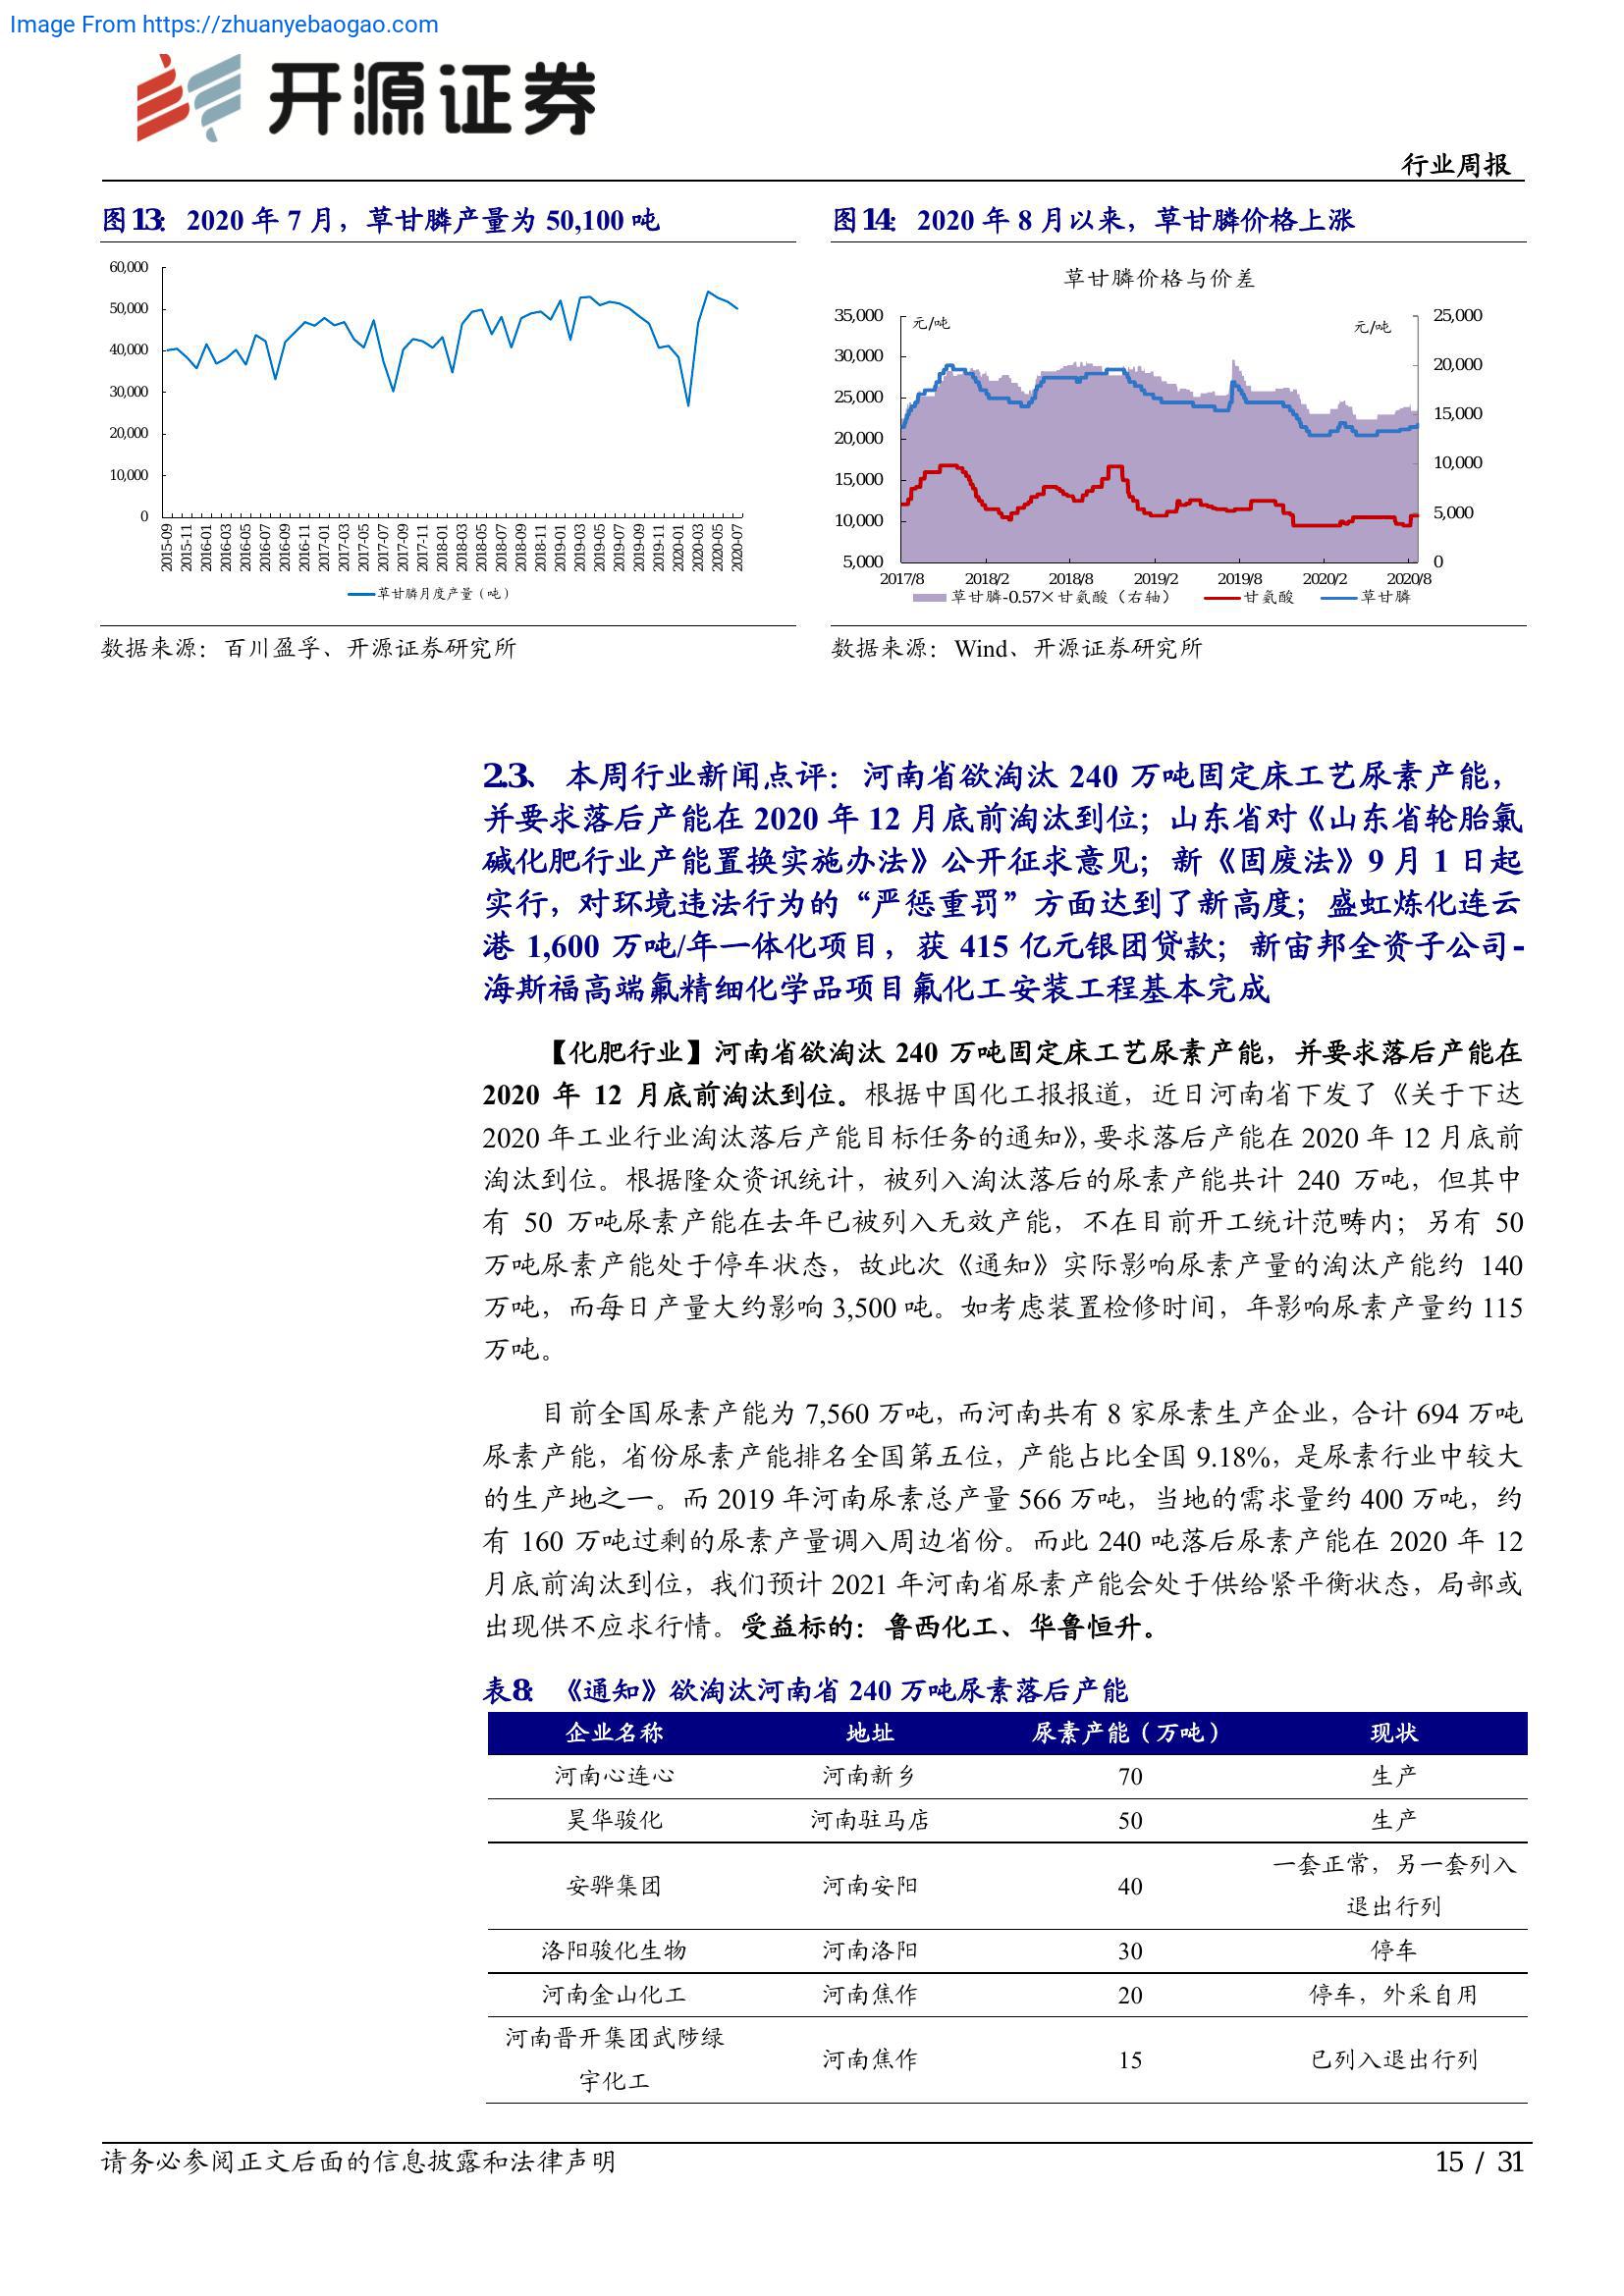 Image From https://zhuanyebaogao.com
开源证券
行业周报
图13： 2020 年 7 月，草甘膦产量为 50,100 吨
60,000
50,000
40,000
30,000
20,000
10,000
0
2015-09
2015-11
2016-01
2016-03
2016-05
2016-07
2016-09
2016-11
2017-01
2017-03
2017-05
2017-07
2017-09
2017-11
2018-01
2018-03
2018-05
2018-07
2018-09
2018-11
2019-01
2019-03
2019-05
2019-07
2019-09
2019-11
2020-01
2020-03
2020-05
2020-07
草甘膦月度产量（吨）
数据来源：百川盈孚、开源证券研究所
图14： 2020 年 8 月以来，草甘膦价格上涨
草甘膦价格与价差
元/吨
元/吨
35,000
30,000
25,000
20,000
15,000
10,000
5,000
25,000
20,000
15,000
10,000
5,000
0
2017/8 2018/2 2018/8 2019/2 2019/8 2020/2 2020/8
草甘膦-0.57×甘氨酸（右轴） 甘氨酸 草甘膦
数据来源：Wind、开源证券研究所
2.3、 本周行业新闻点评：河南省欲淘汰 240 万吨固定床工艺尿素产能，
并要求落后产能在 2020 年 12 月底前淘汰到位；山东省对《山东省轮胎氯
碱化肥行业产能置换实施办法》公开征求意见；新《固废法》9 月 1 日起
实行，对环境违法行为的“严惩重罚”方面达到了新高度；盛虹炼化连云
港 1,600 万吨/年一体化项目，获 415 亿元银团贷款；新宙邦全资子公司-
海斯福高端氟精细化学品项目氟化工安装工程基本完成
【化肥行业】河南省欲淘汰 240 万吨固定床工艺尿素产能，并要求落后产能在
2020 年 12 月底前淘汰到位。根据中国化工报报道，近日河南省下发了《关于下达
2020 年工业行业淘汰落后产能目标任务的通知》，要求落后产能在 2020 年 12 月底前
淘汰到位。根据隆众资讯统计，被列入淘汰落后的尿素产能共计 240 万吨，但其中
有 50 万吨尿素产能在去年已被列入无效产能，不在目前开工统计范畴内；另有 50
万吨尿素产能处于停车状态，故此次《通知》实际影响尿素产量的淘汰产能约 140
万吨，而每日产量大约影响 3,500 吨。如考虑装置检修时间，年影响尿素产量约 115
万吨。
目前全国尿素产能为 7,560 万吨，而河南共有 8 家尿素生产企业，合计 694 万吨
尿素产能，省份尿素产能排名全国第五位，产能占比全国 9.18%，是尿素行业中较大
的生产地之一。而 2019 年河南尿素总产量 566 万吨，当地的需求量约 400 万吨，约
有 160 万吨过剩的尿素产量调入周边省份。而此 240 吨落后尿素产能在 2020 年 12
月底前淘汰到位，我们预计 2021 年河南省尿素产能会处于供给紧平衡状态，局部或
出现供不应求行情。受益标的：鲁西化工、华鲁恒升。
表8： 《通知》欲淘汰河南省 240 万吨尿素落后产能
企业名称 地址 尿素产能（万吨） 现状
河南心连心 河南新乡 70 生产
昊华骏化 河南驻马店 50 生产
安骅集团 河南安阳 40 一套正常，另一套列入
退出行列
洛阳骏化生物 河南洛阳 30 停车
河南金山化工 河南焦作 20 停车，外采自用
河南晋开集团武陟绿
宇化工 河南焦作 15 已列入退出行列
请务必参阅正文后面的信息披露和法律声明
15 / 31